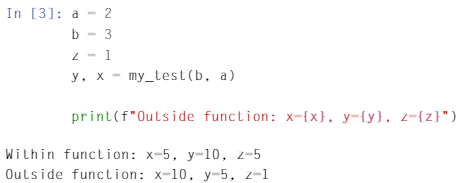 In [3]: a = 2
b = 3
z = 1
y, x = my_test(b, a)
print(f"Outside function: x={x}, y={y}, z={z}")
Within function: x=5, y=10, z=5
Outside function: x=10, y=5, z=1